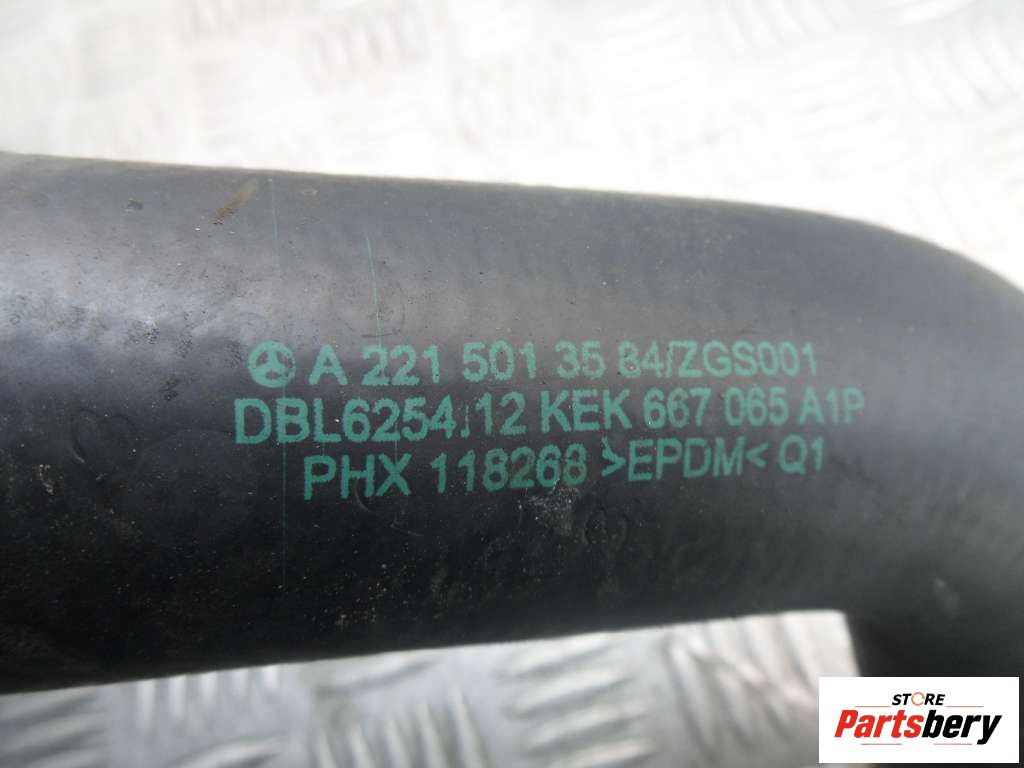 A 221 501 35 84/ZGS001
DBL6254/12 KEK 667 065 A1P
PHX 118268 >EPDM< Q1
STORE
Partsbery